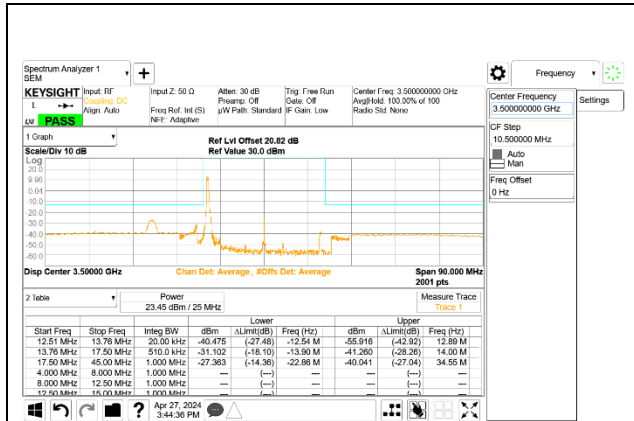 Spectrum Analyzer 1
SEM
Frequency
KEYSIGHT
Input: RF
Coupling: DC
Align: Auto
Input Z: 50 Ω
Freq Ref: Int (S)
NFE: Adaptive
Atten: 30 dB
Preamp: Off
µW Path: Standard
Trig: Free Run
Gate: Off
IF Gain: Low
Center Freq: 3.500000000 GHz
Avg|Hold: 100.00% of 100
Radio Std: None
L
PASS
Center Frequency
3.500000000 GHz
Settings
CF Step
10.500000 MHz
Auto
Man
Freq Offset
0 Hz
1 Graph
Scale/Div 10 dB
Ref Lvl Offset 20.82 dB
Ref Value 30.0 dBm
Log
20.0
9.96
0.04
-10.0
-20.0
-30.0
-40.0
-50.0
-60.0
Disp Center 3.50000 GHz
Chan Det: Average , #Offs Det: Average
Span 90.000 MHz
2001 pts
2 Table
Power
23.45 dBm / 25 MHz
Measure Trace
Trace 1
Lower Upper
Start Freq Stop Freq Integ BW dBm ΔLimit(dB) Freq (Hz) dBm ΔLimit(dB) Freq (Hz)
12.51 MHz 13.76 MHz 20.00 kHz -40.475 (-27.48) -12.54 M -55.916 (-42.92) 12.89 M
13.76 MHz 17.50 MHz 510.0 kHz -31.102 (-18.10) -13.90 M -41.260 (-28.26) 14.00 M
17.50 MHz 45.00 MHz 1.000 MHz -27.363 (-14.36) -22.86 M -40.041 (-27.04) 34.55 M
4.000 MHz 8.000 MHz 1.000 MHz --- (---) --- (---)
8.000 MHz 12.50 MHz 1.000 MHz --- (---) --- (---)
12.50 MHz 15.00 MHz 1.000 MHz --- (---) --- (---)
?
Apr 27, 2024
3:44:36 PM